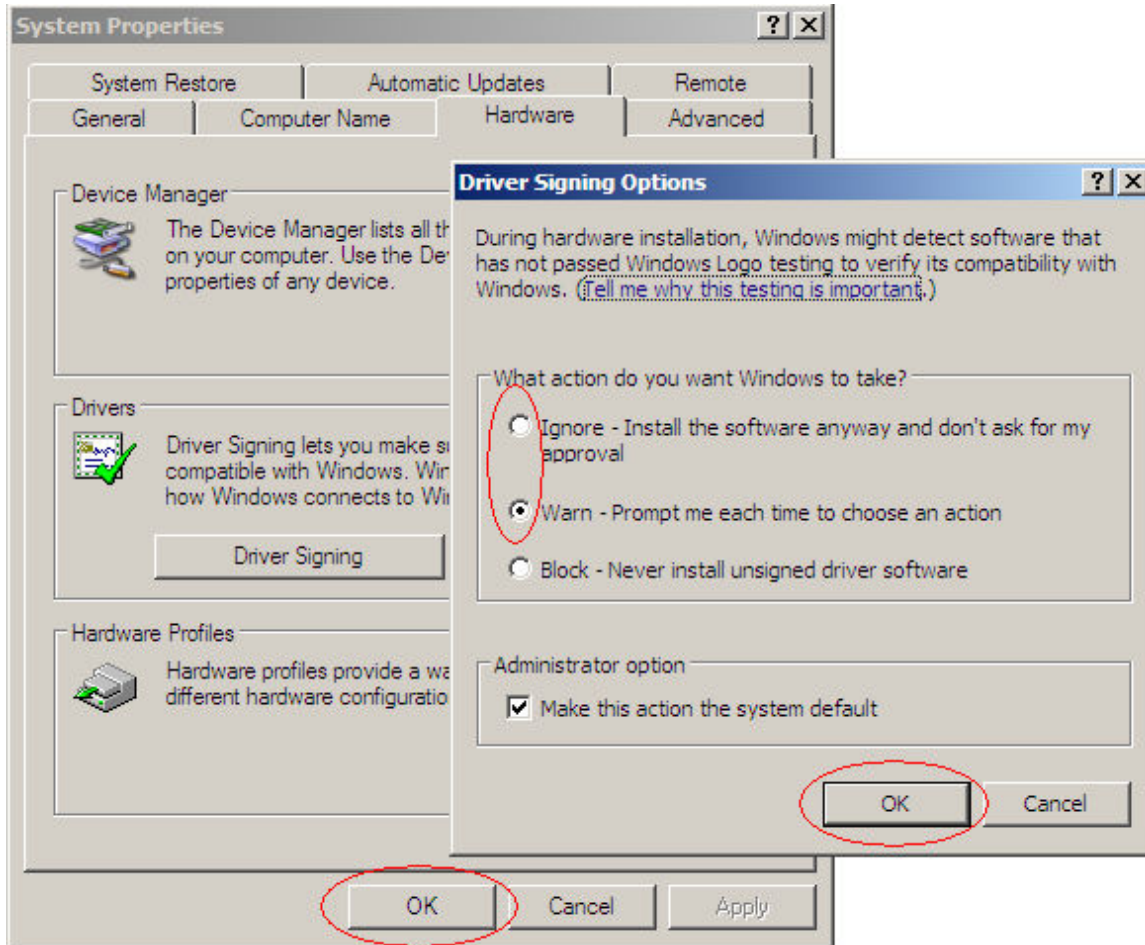 System Properties
System Restore
Automatic Updates
Remote
General
Computer Name
Hardware
Advanced
Device Manager
The Device Manager lists all th
on your computer. Use the De
properties of any device.
Drivers
Driver Signing lets you make s
compatible with Windows. Win
how Windows connects to Wi
Driver Signing
Hardware Profiles
Hardware profiles provide a wa
different hardware configuratio
OK
Cancel
Apply
Driver Signing Options
During hardware installation, Windows might detect software that
has not passed Windows Logo testing to verify its compatibility with
Windows. (Tell me why this testing is important.)
What action do you want Windows to take?
Ignore - Install the software anyway and don't ask for my
approval
Warn - Prompt me each time to choose an action
Block - Never install unsigned driver software
Administrator option
Make this action the system default
OK
Cancel